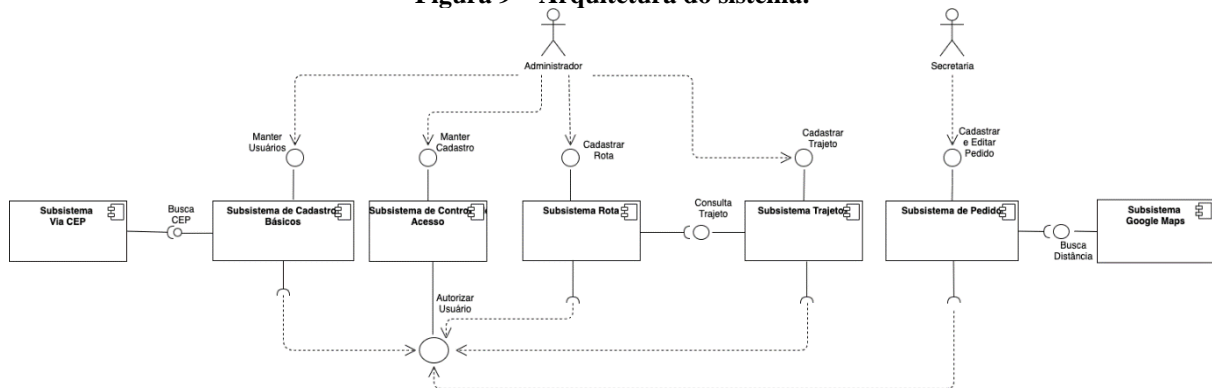 Figura 9 – Arquitetura do sistema.
Administrador
Secretaria
Manter
Usuários
Manter
Cadastro
Cadastrar
Rota
Cadastrar
Trajeto
Cadastrar
e Editar
Pedido
Subsistema
Via CEP
Busca
CEP
Subsistema de Cadastro
Básicos
Subsistema de Contro
Acesso
Subsistema Rota
Consulta
Trajeto
Subsistema Trajeto
Subsistema de Pedido
Busca
Distância
Subsistema
Google Maps
Autorizar
Usuário